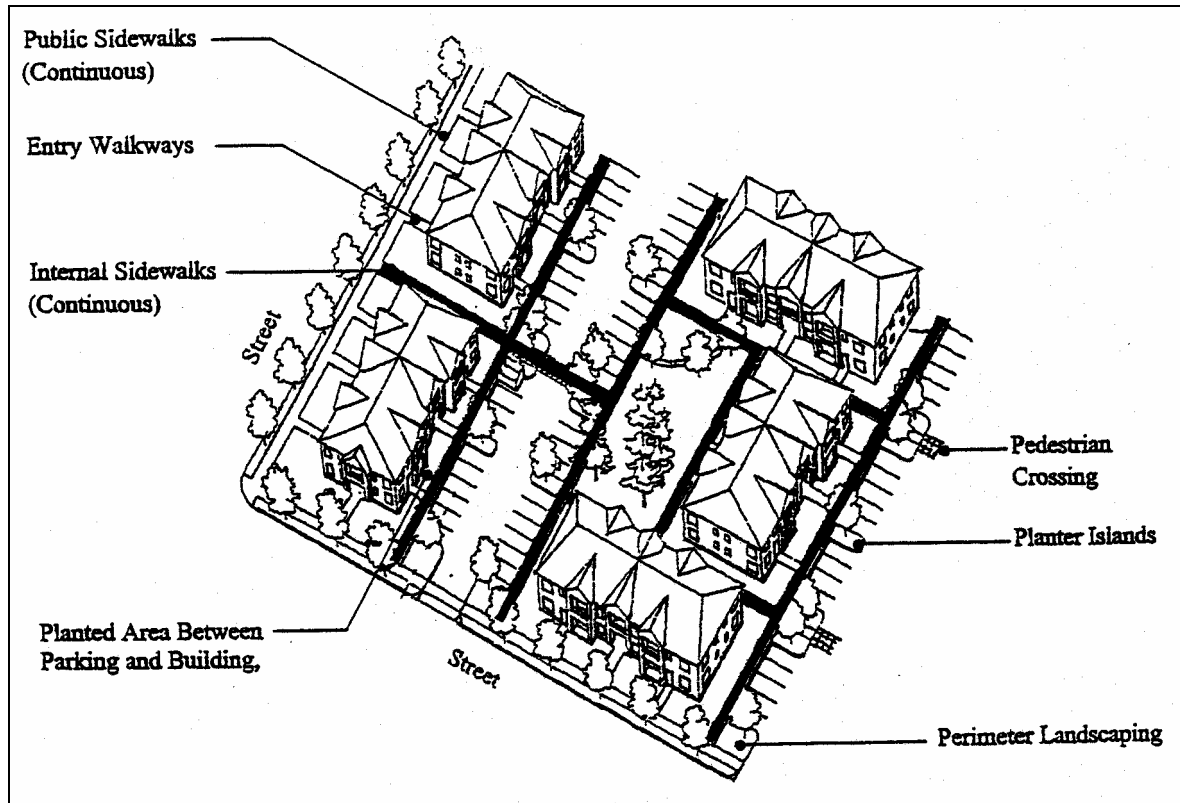 Public Sidewalks
(Continuous)
Entry Walkways
Internal Sidewalks
(Continuous)
Street
Pedestrian
Crossing
Planter Islands
Planted Area Between
Parking and Building,
Street
Perimeter Landscaping